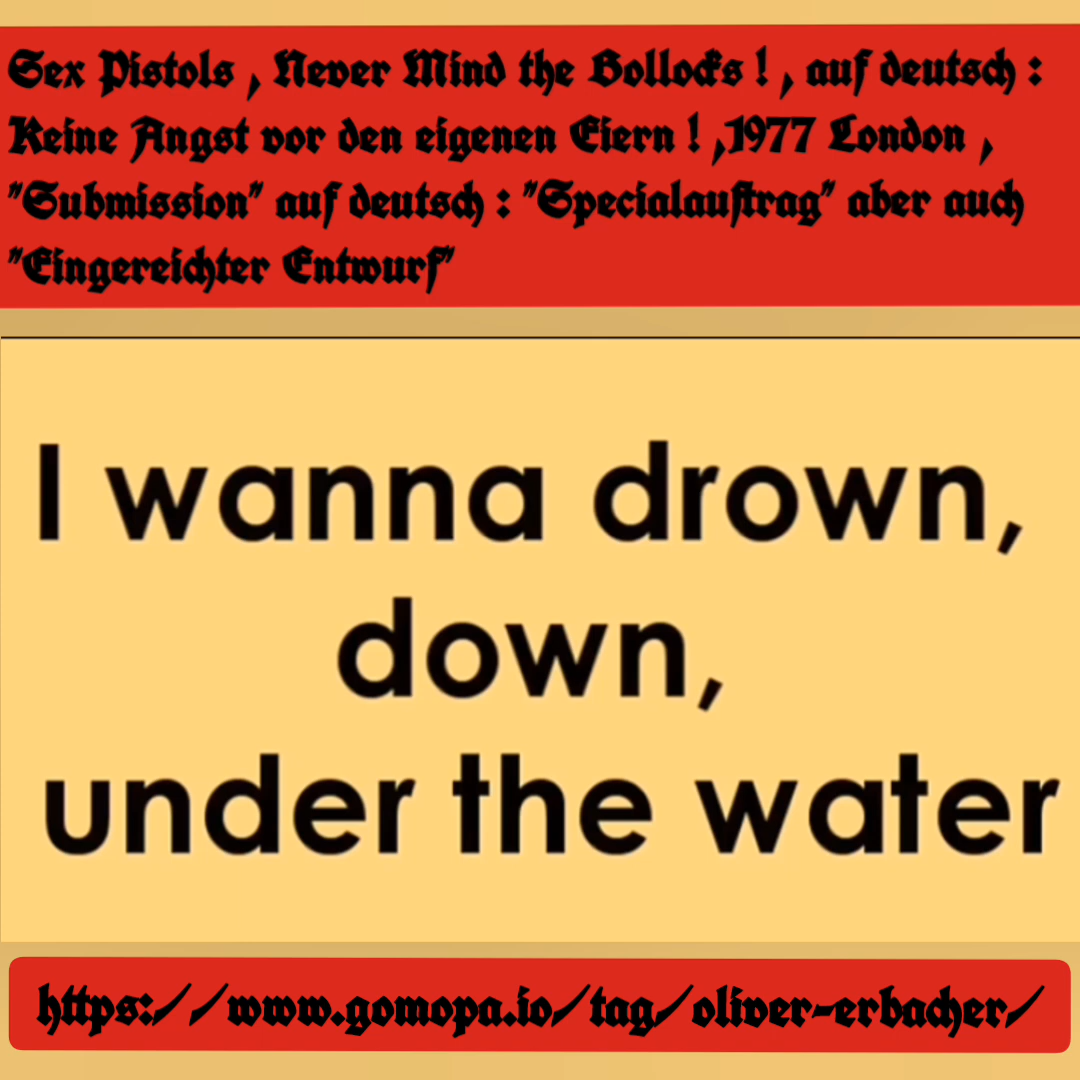 Sex Pistols , Never Mind the Bollocks ! , auf deutsch :
Keine Angst vor den eigenen Eiern ! ,1977 London ,
"Submission" auf deutsch : "Specialauftrag" aber auch
"Eingereichter Entwurf"
I wanna drown,
down,
under the water
https://www.gomopa.io/tag/oliver-erbacher/